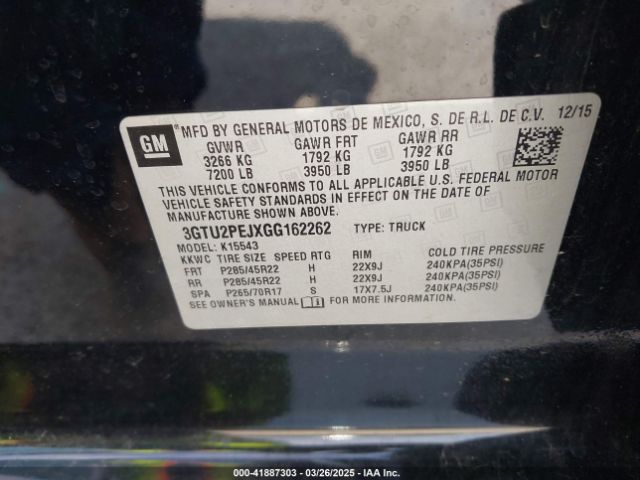 GM
MFD BY GENERAL MOTORS DE MEXICO, S. DE R.L. DE C.V. 12/15
GVWR GAWR FRT GAWR RR
3266 KG 1792 KG 1792 KG
7200 LB 3950 LB 3950 LB
THIS VEHICLE CONFORMS TO ALL APPLICABLE U.S. FEDERAL MOTOR
VEHICLE SAFETY STANDARDS IN EFFECT ON THE DATE OF
MANUFACTURE SHOWN ABOVE.
3GTU2PEJXGG162262 TYPE: TRUCK
MODEL: K15543
KKWC TIRE SIZE SPEED RTG RIM COLD TIRE PRESSURE
FRT P285/45R22 H 22X9J 240KPA(35PSI)
RR P285/45R22 H 22X9J 240KPA(35PSI)
SPA P265/70R17 S 17X7.5J 240KPA(35PSI)
SEE OWNER'S MANUAL FOR MORE INFORMATION.
000-41887303 — 03/26/2025 — IAA Inc.